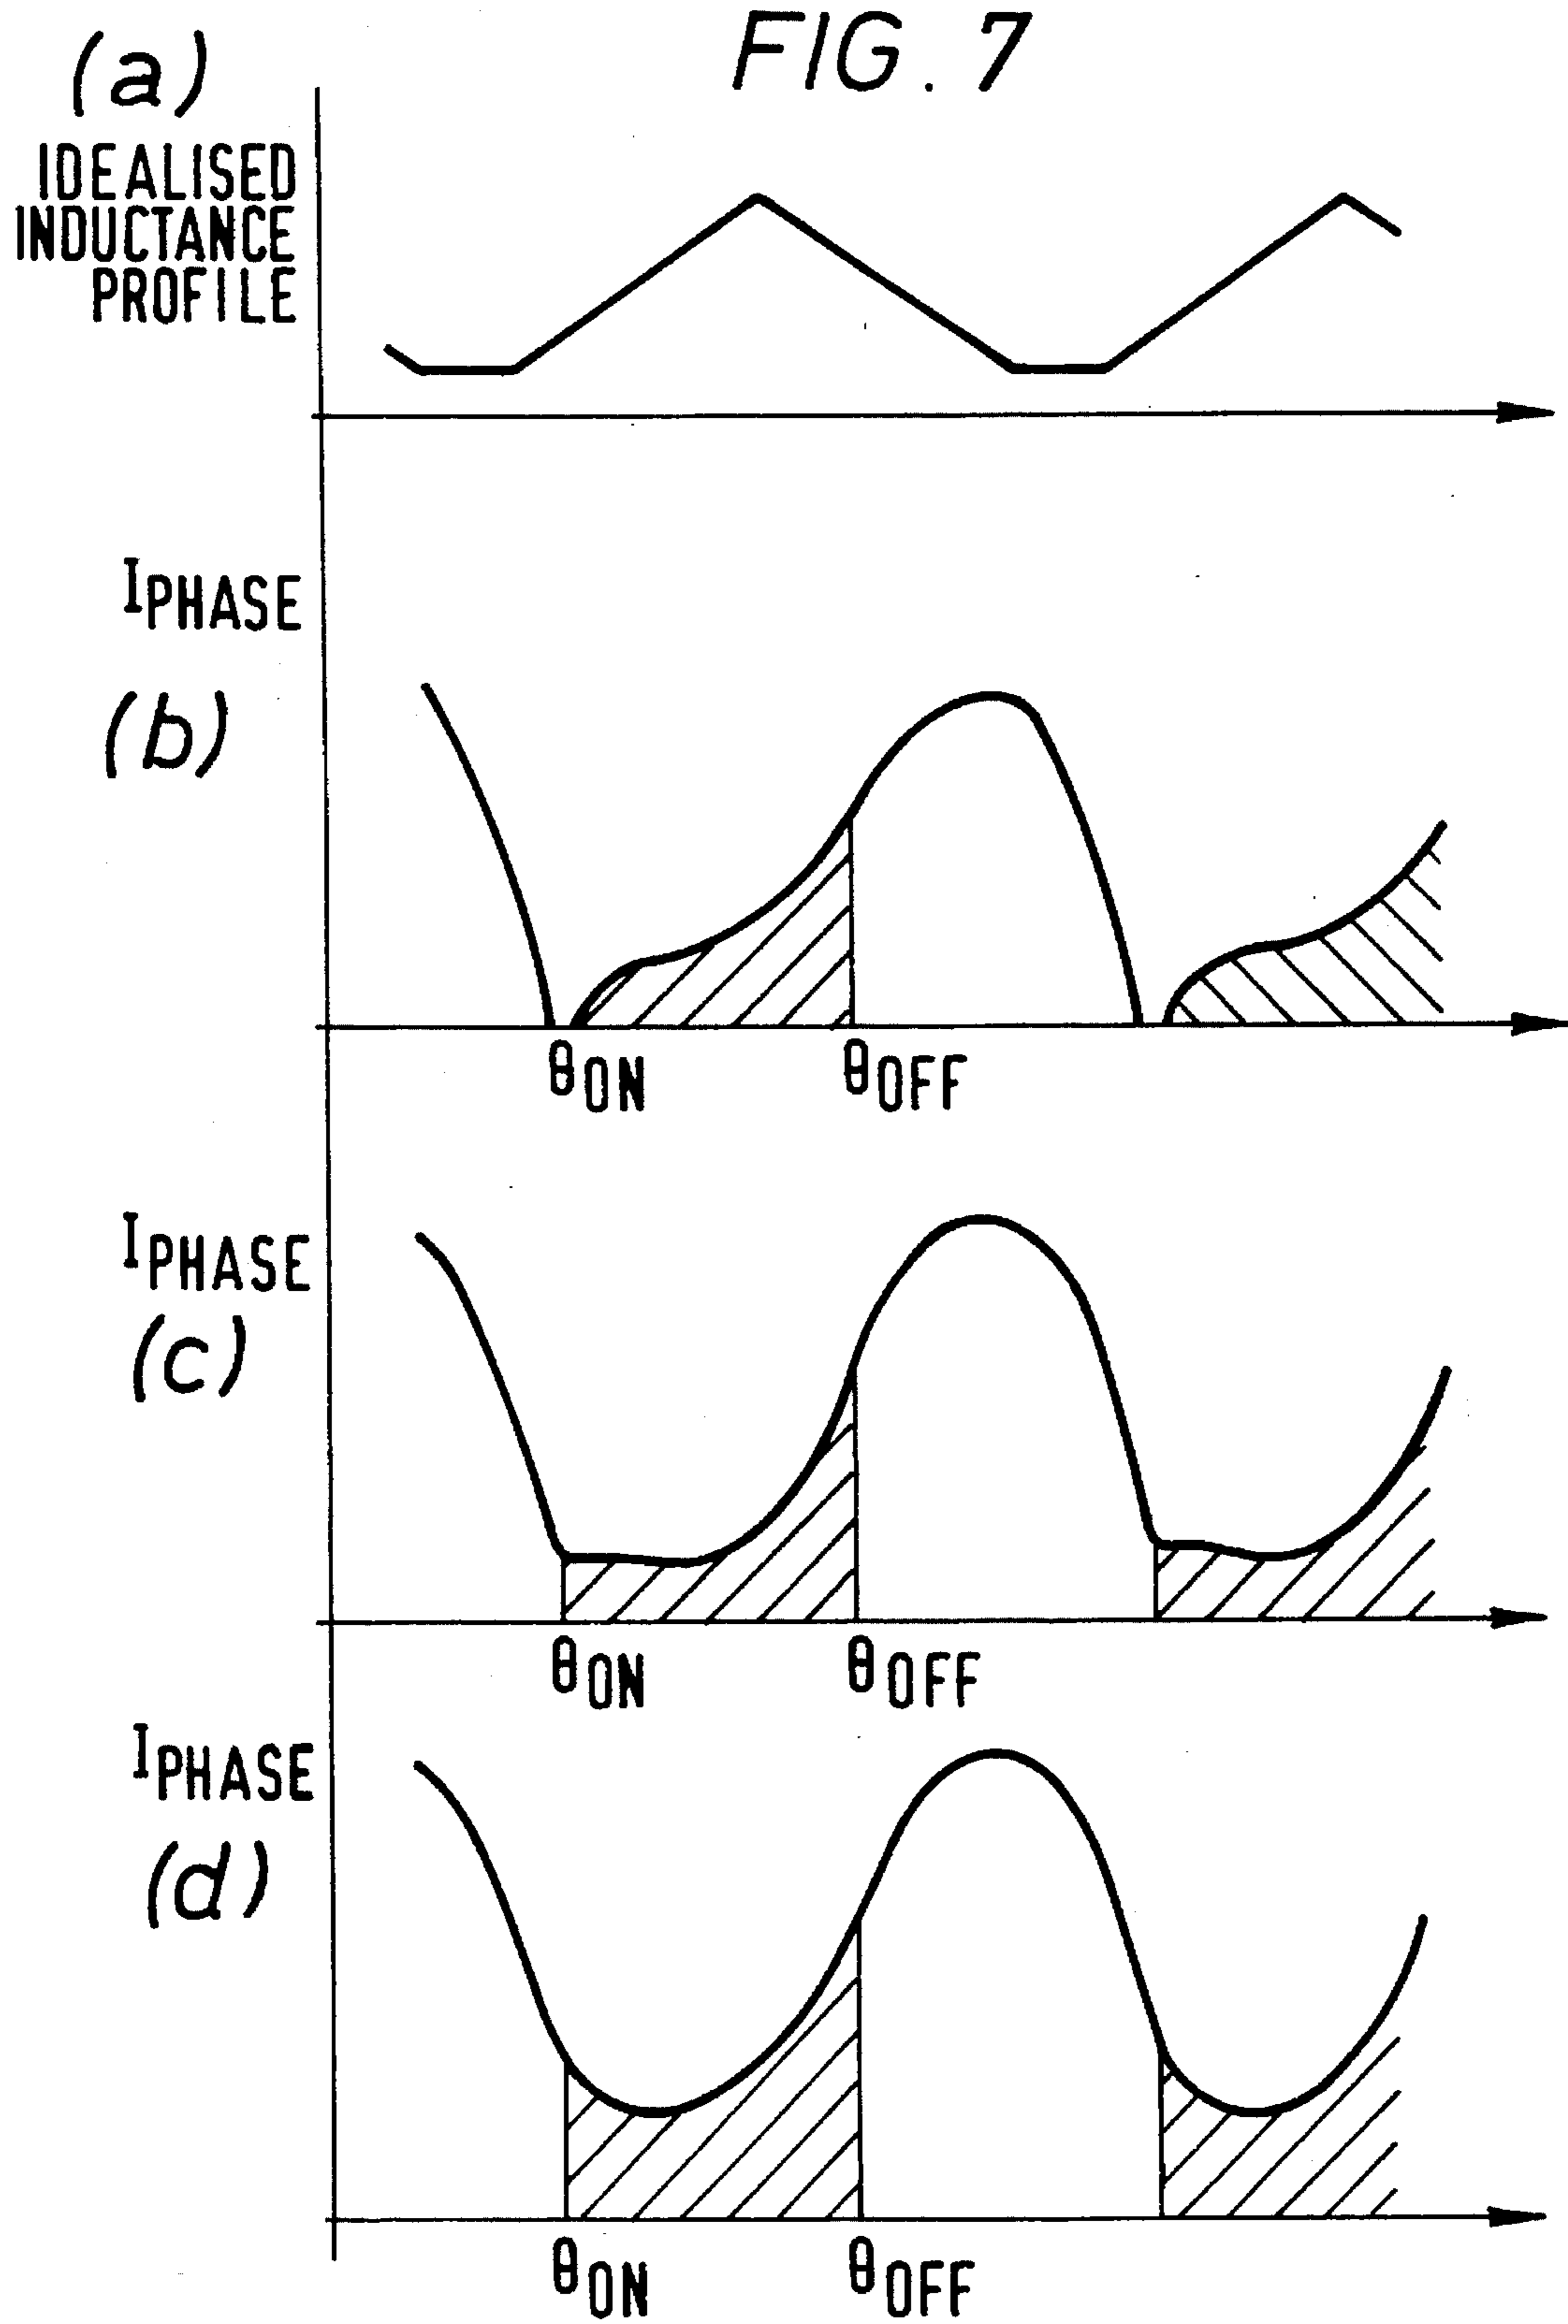 FIG. 7
(a)
IDEALISED
INDUCTANCE
PROFILE
IPHASE
(b)
θON θOFF
IPHASE
(c)
θON θOFF
IPHASE
(d)
θON θOFF